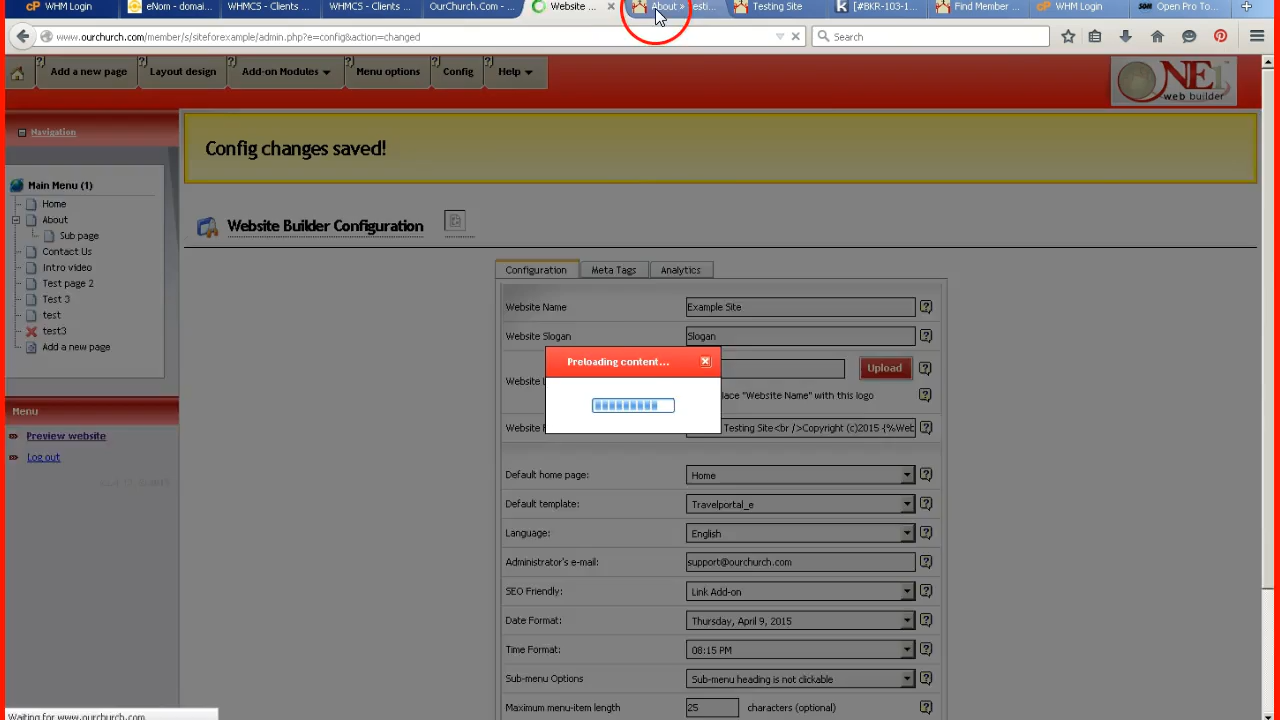 WHM Login
eNom - domai...
WHMCS - Clients ...
WHMCS - Clients ...
OurChurch.Com - ...
Website ...
About »
Testing Site
[#BKR-103-1...
Find Member ...
WHM Login
Open Pro To...
www.ourchurch.com/member/s/siteforexample/admin.php?e=config&action=changed
Search
Add a new page
Layout design
Add-on Modules
Menu options
Config
Help
ONE1
web builder
Navigation
Config changes saved!
Main Menu (1)
Home
About
Sub page
Contact Us
Intro video
Test page 2
Test 3
test
test3
Add a new page
Menu
Preview website
Log out
Website Builder Configuration
Configuration
Meta Tags
Analytics
Website Name
Example Site
Website Slogan
Slogan
Preloading content...
Website
Upload
"Website Name" with this logo
Website
Testing Site<br />Copyright (c)2015 {%Web
Default home page:
Home
Default template:
Travelportal_e
Language:
English
Administrator's e-mail:
support@ourchurch.com
SEO Friendly:
Link Add-on
Date Format:
Thursday, April 9, 2015
Time Format:
08:15 PM
Sub-menu Options
Sub-menu heading is not clickable
Maximum menu-item length
25
characters (optional)
Waiting for www.ourchurch.com